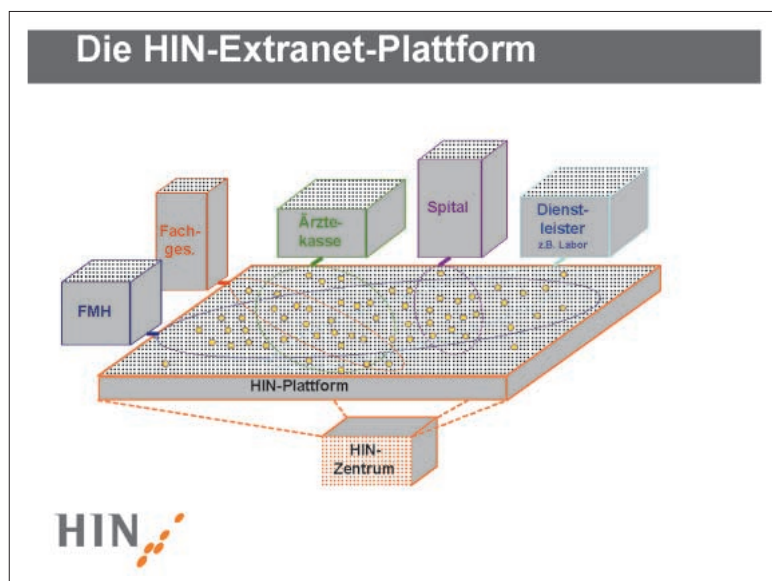 Die HIN-Extranet-Plattform
Fach-
ges.
Ärzte-
kasse
Spital
Dienst-
leister
z.B. Labor
FMH
HIN-Plattform
HIN-
Zentrum
HIN